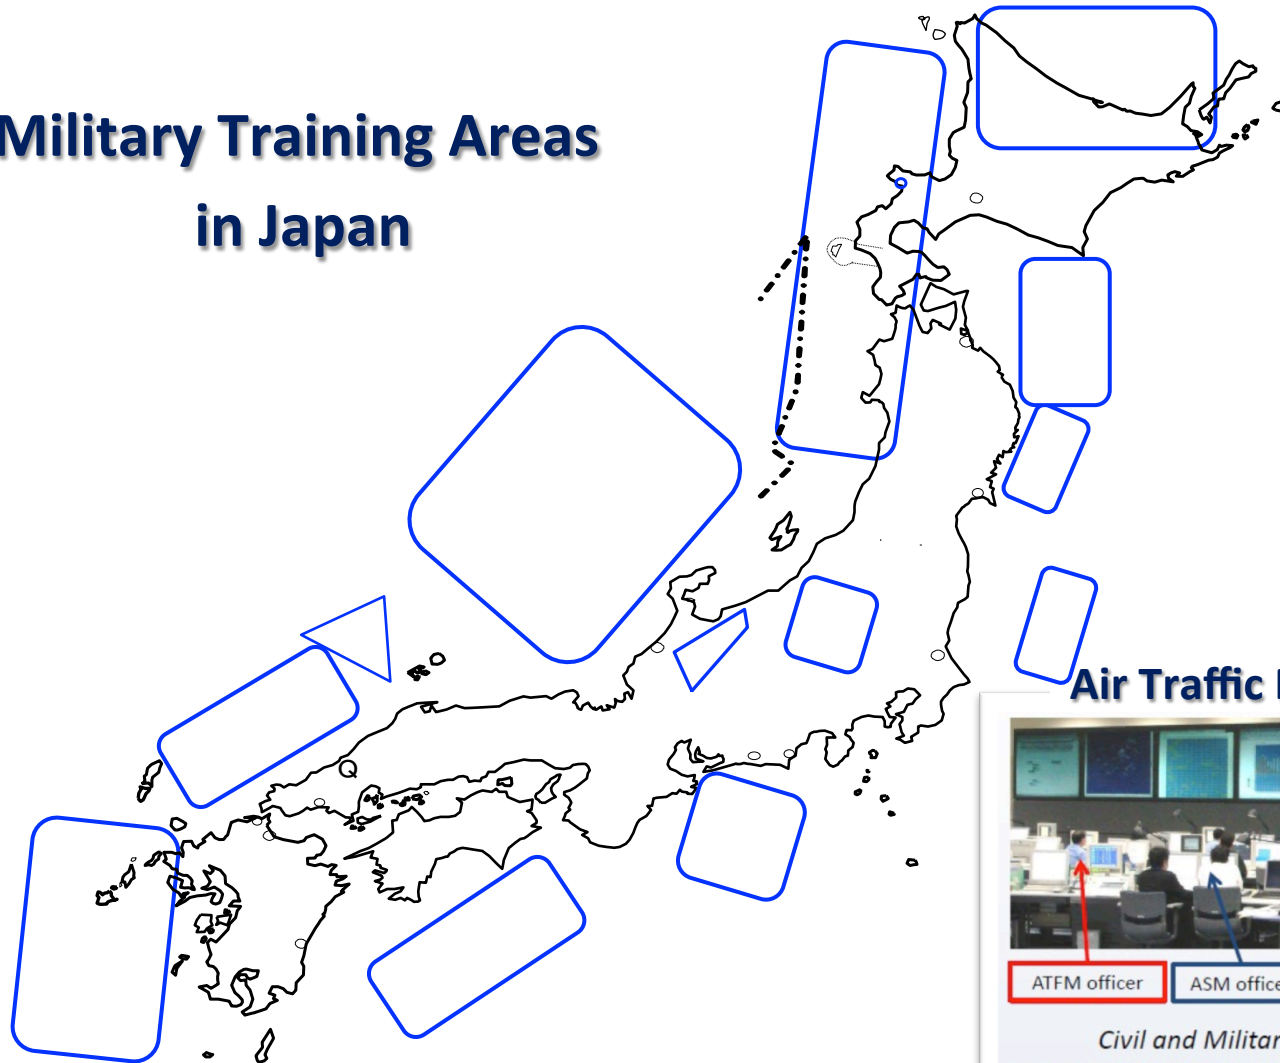 Military Training Areas
in Japan
Air Traffic
ATFM officer
ASM office
Civil and Militar